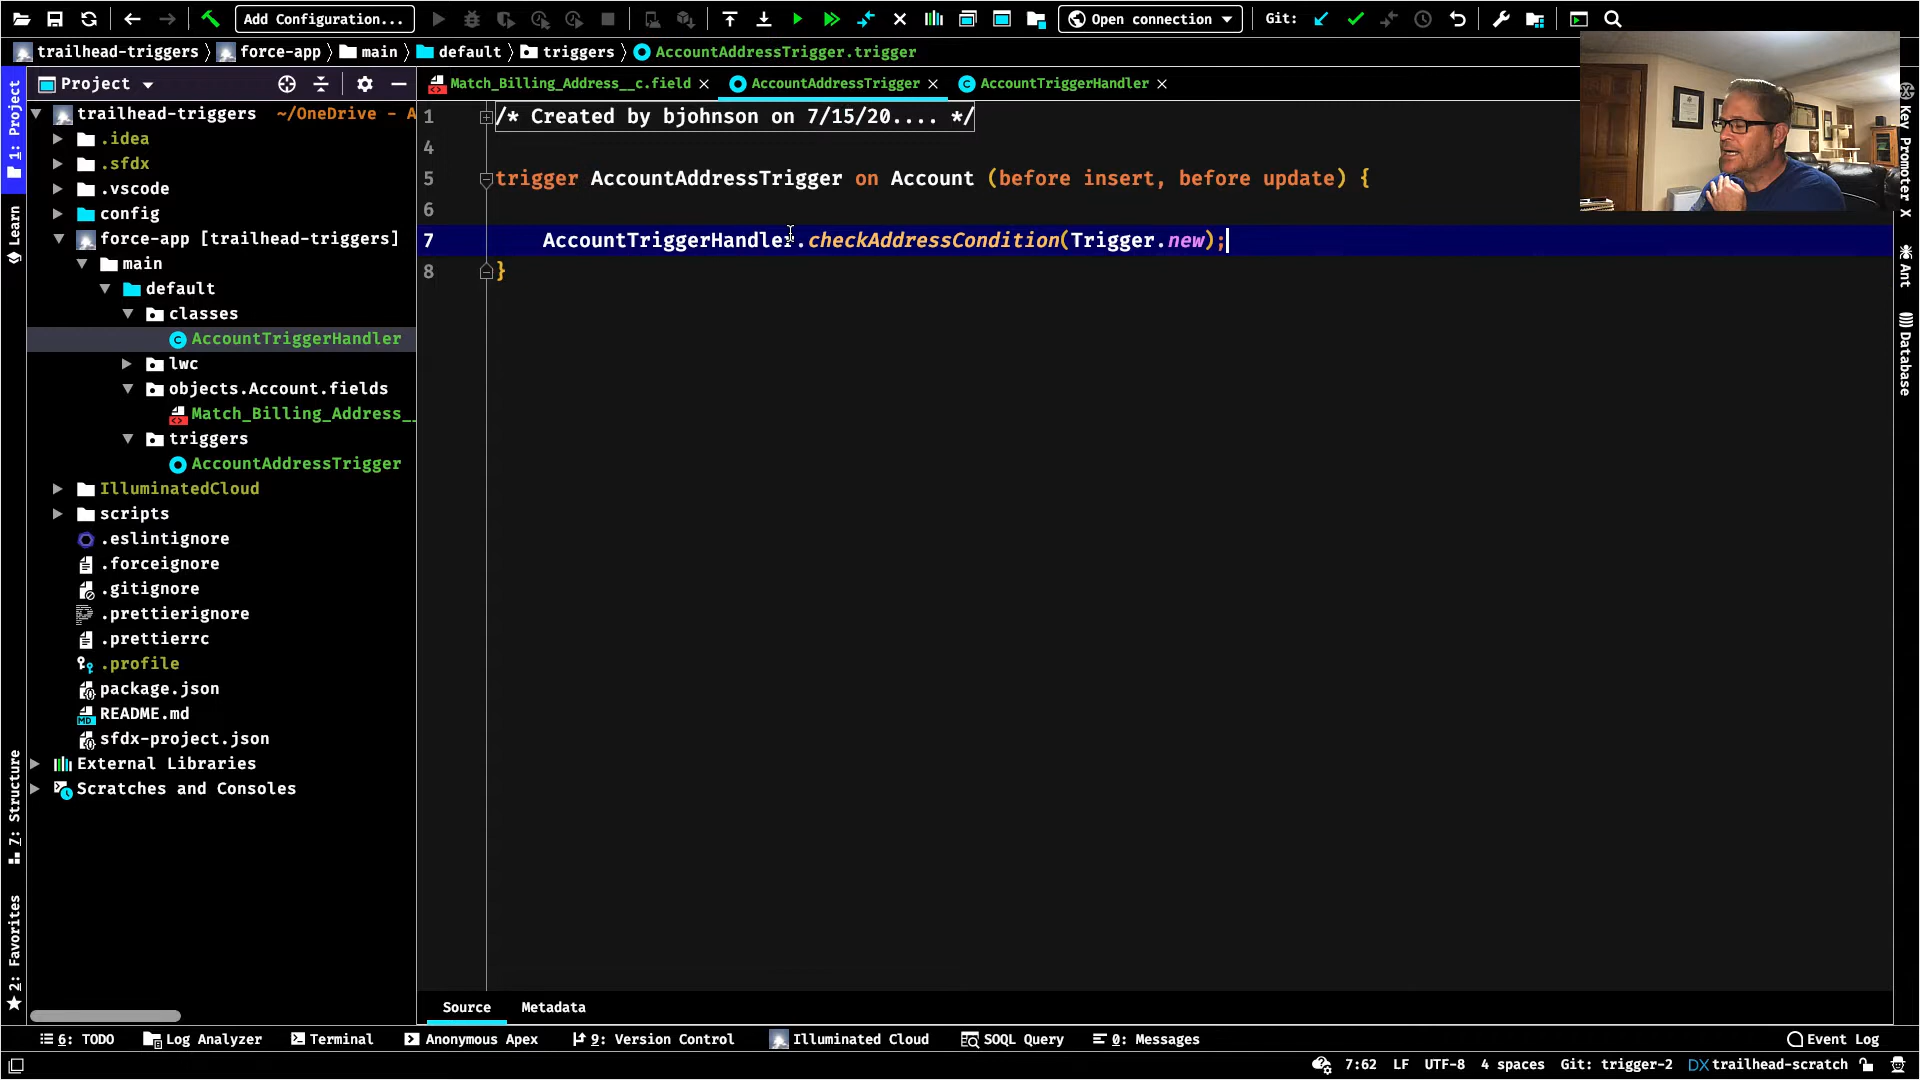 Add Configuration...
Open connection
Git:
trailhead-triggers
force-app
main
default
triggers
AccountAddressTrigger.trigger
Project
Match_Billing_Address__c.field
AccountAddressTrigger
AccountTriggerHandler
1: Project
Learn
7: Structure
2: Favorites
trailhead-triggers ~/OneDrive - A
.idea
.sfdx
.vscode
config
force-app [trailhead-triggers]
main
default
classes
AccountTriggerHandler
lwc
objects.Account.fields
Match_Billing_Address__
triggers
AccountAddressTrigger
IlluminatedCloud
scripts
.eslintignore
.forceignore
.gitignore
.prettierignore
.prettierrc
.profile
package.json
README.md
sfdx-project.json
External Libraries
Scratches and Consoles
1 /* Created by bjohnson on 7/15/20.... */
4
5 trigger AccountAddressTrigger on Account (before insert, before update) {
6
7 AccountTriggerHandler.checkAddressCondition(Trigger.new);
8 }
Key Promoter X
Ant
Database
Source
Metadata
6: TODO
Log Analyzer
Terminal
Anonymous Apex
9: Version Control
Illuminated Cloud
SOQL Query
0: Messages
Event Log
7:62
LF
UTF-8
4 spaces
Git: trigger-2
DX trailhead-scratch